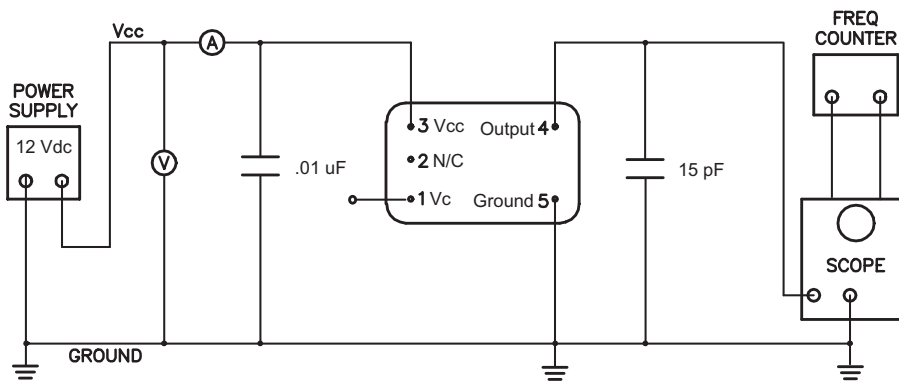 Vcc
A
FREQ
COUNTER
POWER
SUPPLY
12 Vdc
V
.01 uF
3 Vcc
Output 4
2 N/C
1 Vc
Ground 5
15 pF
SCOPE
GROUND